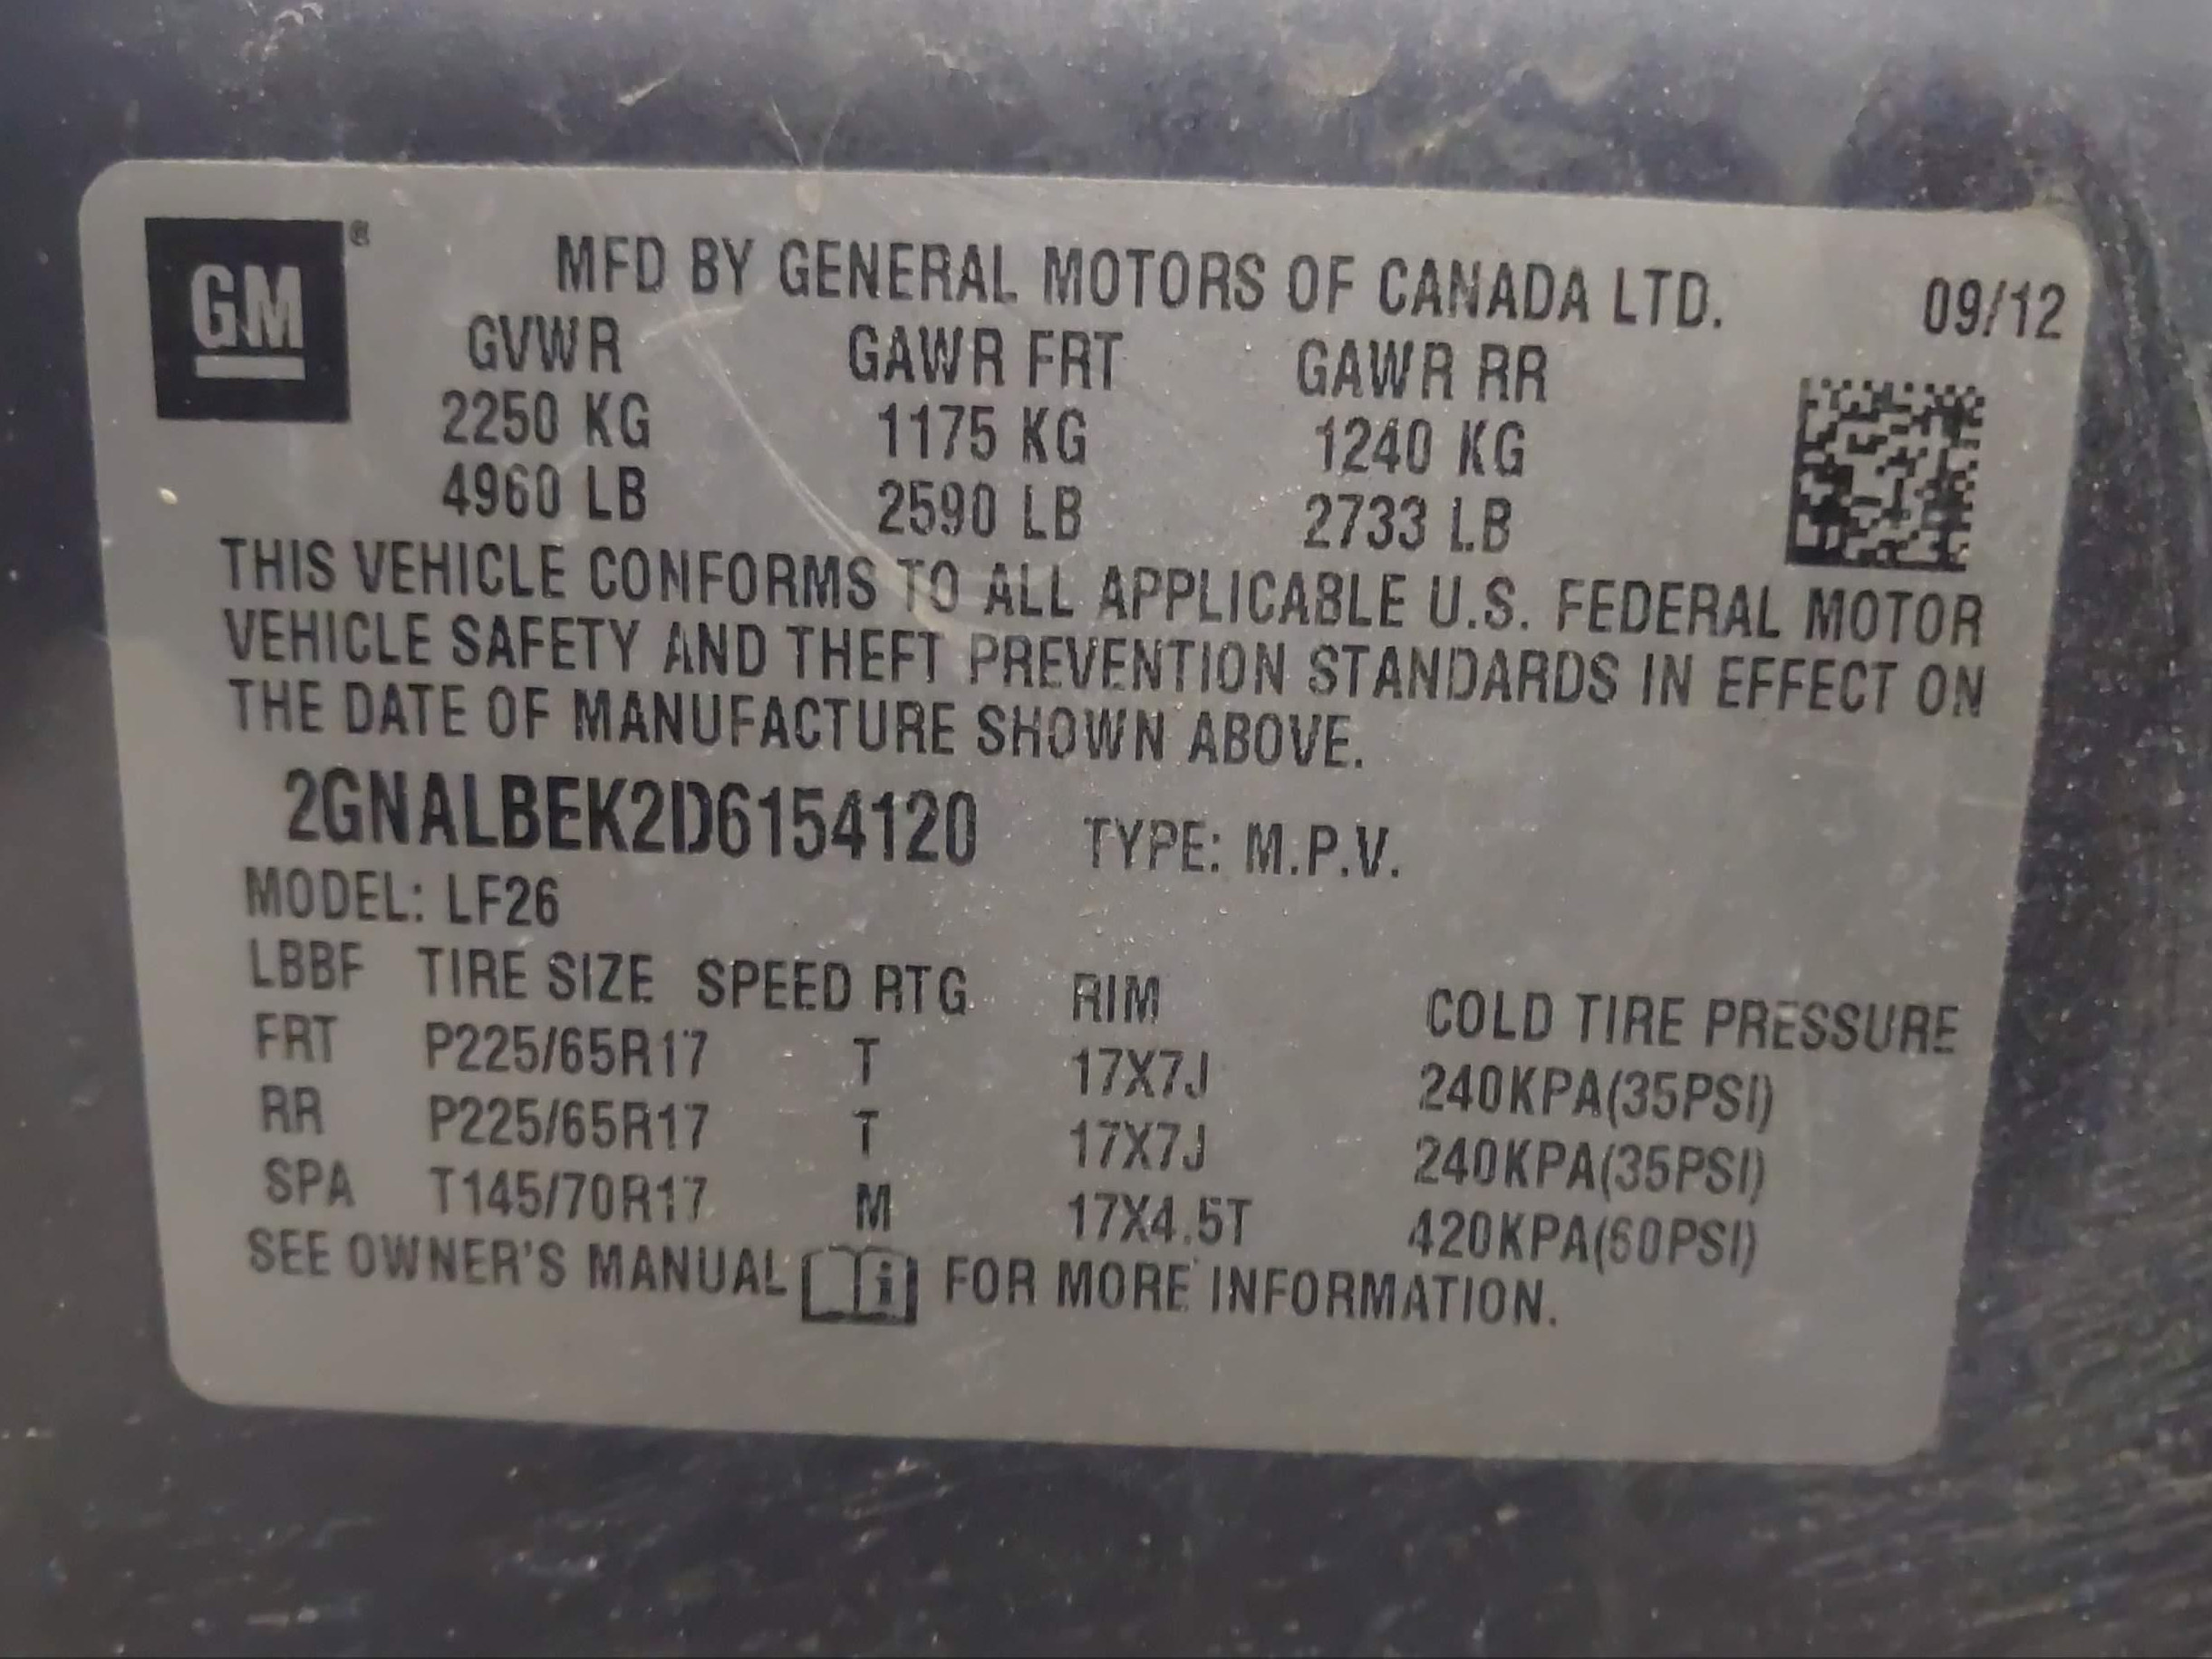 GM®
MFD BY GENERAL MOTORS OF CANADA LTD. 09/12
GVWR GAWR FRT GAWR RR
2250 KG 1175 KG 1240 KG
4960 LB 2590 LB 2733 LB
THIS VEHICLE CONFORMS TO ALL APPLICABLE U.S. FEDERAL MOTOR
VEHICLE SAFETY AND THEFT PREVENTION STANDARDS IN EFFECT ON
THE DATE OF MANUFACTURE SHOWN ABOVE.
2GNALBEK2D6154120 TYPE: M.P.V.
MODEL: LF26
LBBF TIRE SIZE SPEED RTG RIM COLD TIRE PRESSURE
FRT P225/65R17 T 17X7J 240KPA(35PSI)
RR P225/65R17 T 17X7J 240KPA(35PSI)
SPA T145/70R17 M 17X4.5T 420KPA(60PSI)
SEE OWNER'S MANUAL i FOR MORE INFORMATION.